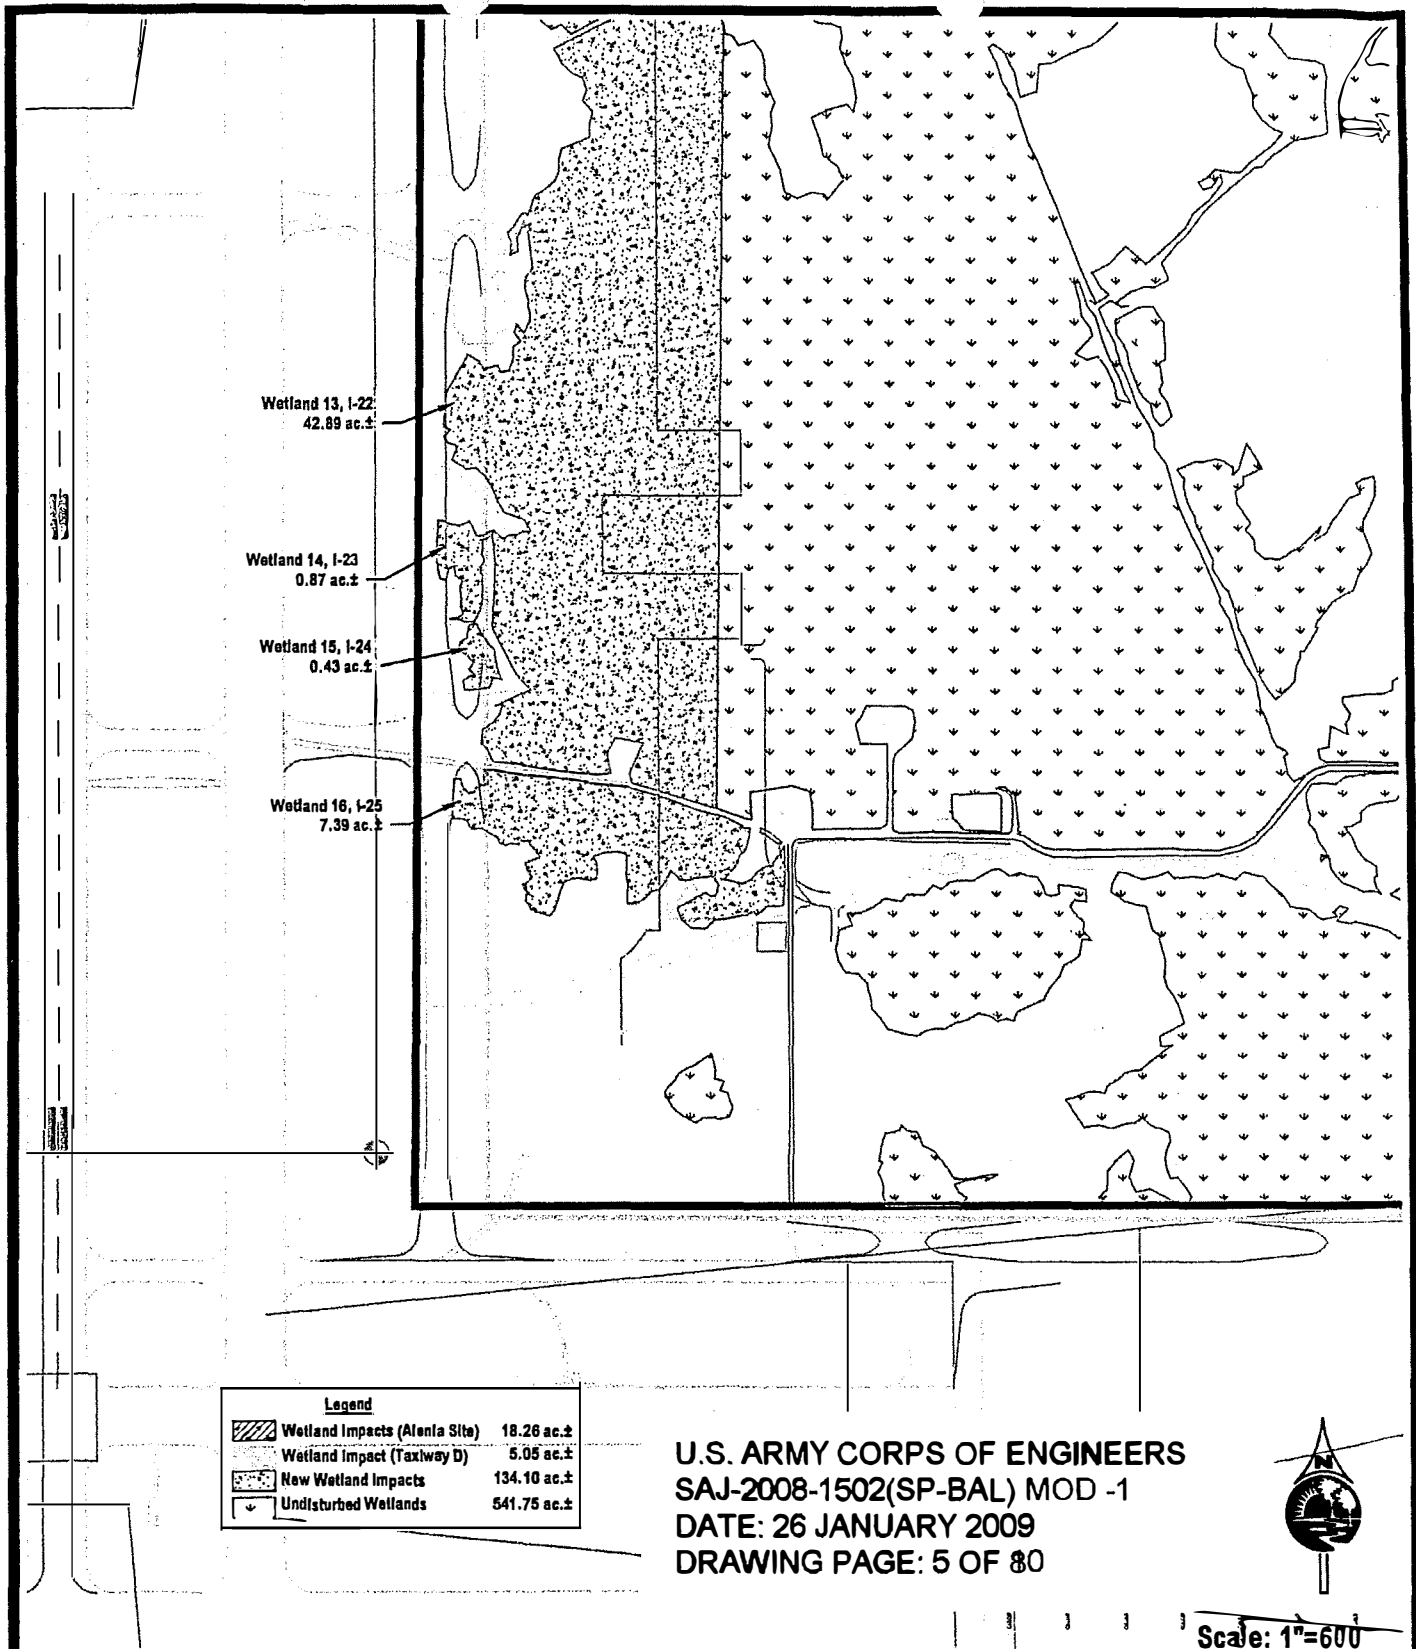 Wetland 13, I-22
42.89 ac.±
Wetland 14, I-23
0.87 ac.±
Wetland 15, I-24
0.43 ac.±
Wetland 16, I-25
7.39 ac.±
Legend
Wetland Impacts (Alenia Site) 18.26 ac.±
Wetland Impact (Taxiway D) 5.05 ac.±
New Wetland Impacts 134.10 ac.±
Undisturbed Wetlands 541.75 ac.±
U.S. ARMY CORPS OF ENGINEERS
SAJ-2008-1502(SP-BAL) MOD -1
DATE: 26 JANUARY 2009
DRAWING PAGE: 5 OF 80
N
Scale: 1"=600'